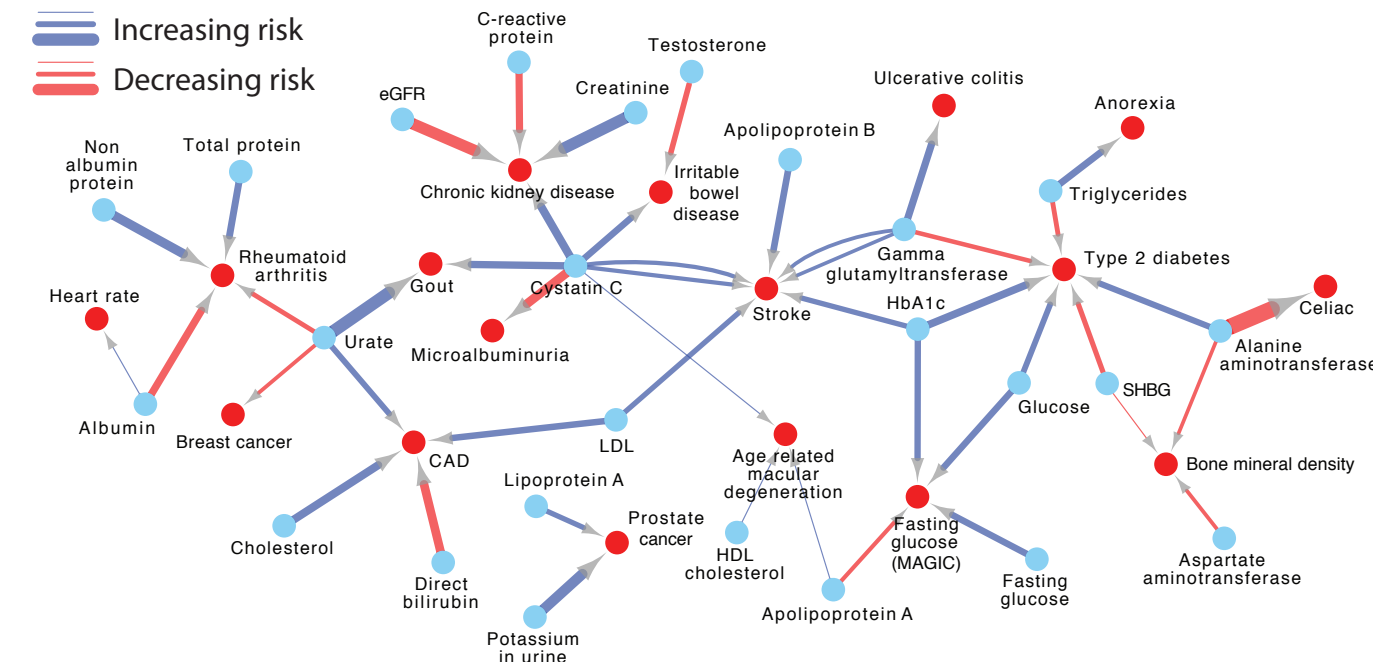 Increasing risk
Decreasing risk
C-reactive
protein
Testosterone
eGFR
Creatinine
Ulcerative colitis
Anorexia
Apolipoprotein B
Non
albumin
protein
Total protein
Chronic kidney disease
Irritable
bowel
disease
Triglycerides
Rheumatoid
arthritis
Gout
Cystatin C
Gamma
glutamyltransferase
Type 2 diabetes
Heart rate
HbA1c
Stroke
Celiac
Urate
Microalbuminuria
Alanine
aminotransferase
Albumin
Breast cancer
Glucose
SHBG
CAD
LDL
Age related
macular
degeneration
Bone mineral density
Lipoprotein A
Cholesterol
Prostate
cancer
Fasting
glucose
(MAGIC)
HDL
cholesterol
Direct
bilirubin
Apolipoprotein A
Fasting
glucose
Aspartate
aminotransferase
Potassium
in urine